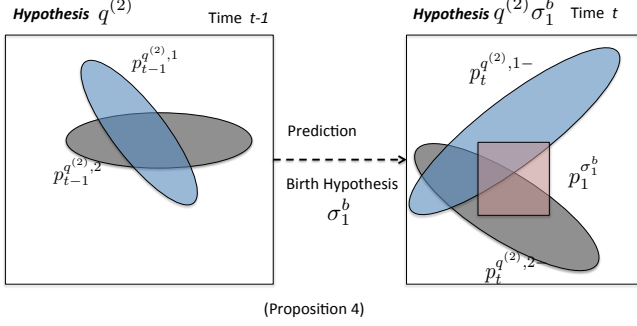 Hypothesis q^{(2)} Time t-1
p_{t-1}^{q^{(2)},1}
p_{t-1}^{q^{(2)},2}
Prediction
Birth Hypothesis
σ_1^b
Hypothesis q^{(2)}σ_1^b Time t
p_t^{q^{(2)},1-}
p_1^{σ_1^b}
p_t^{q^{(2)},2-}
(Proposition 4)